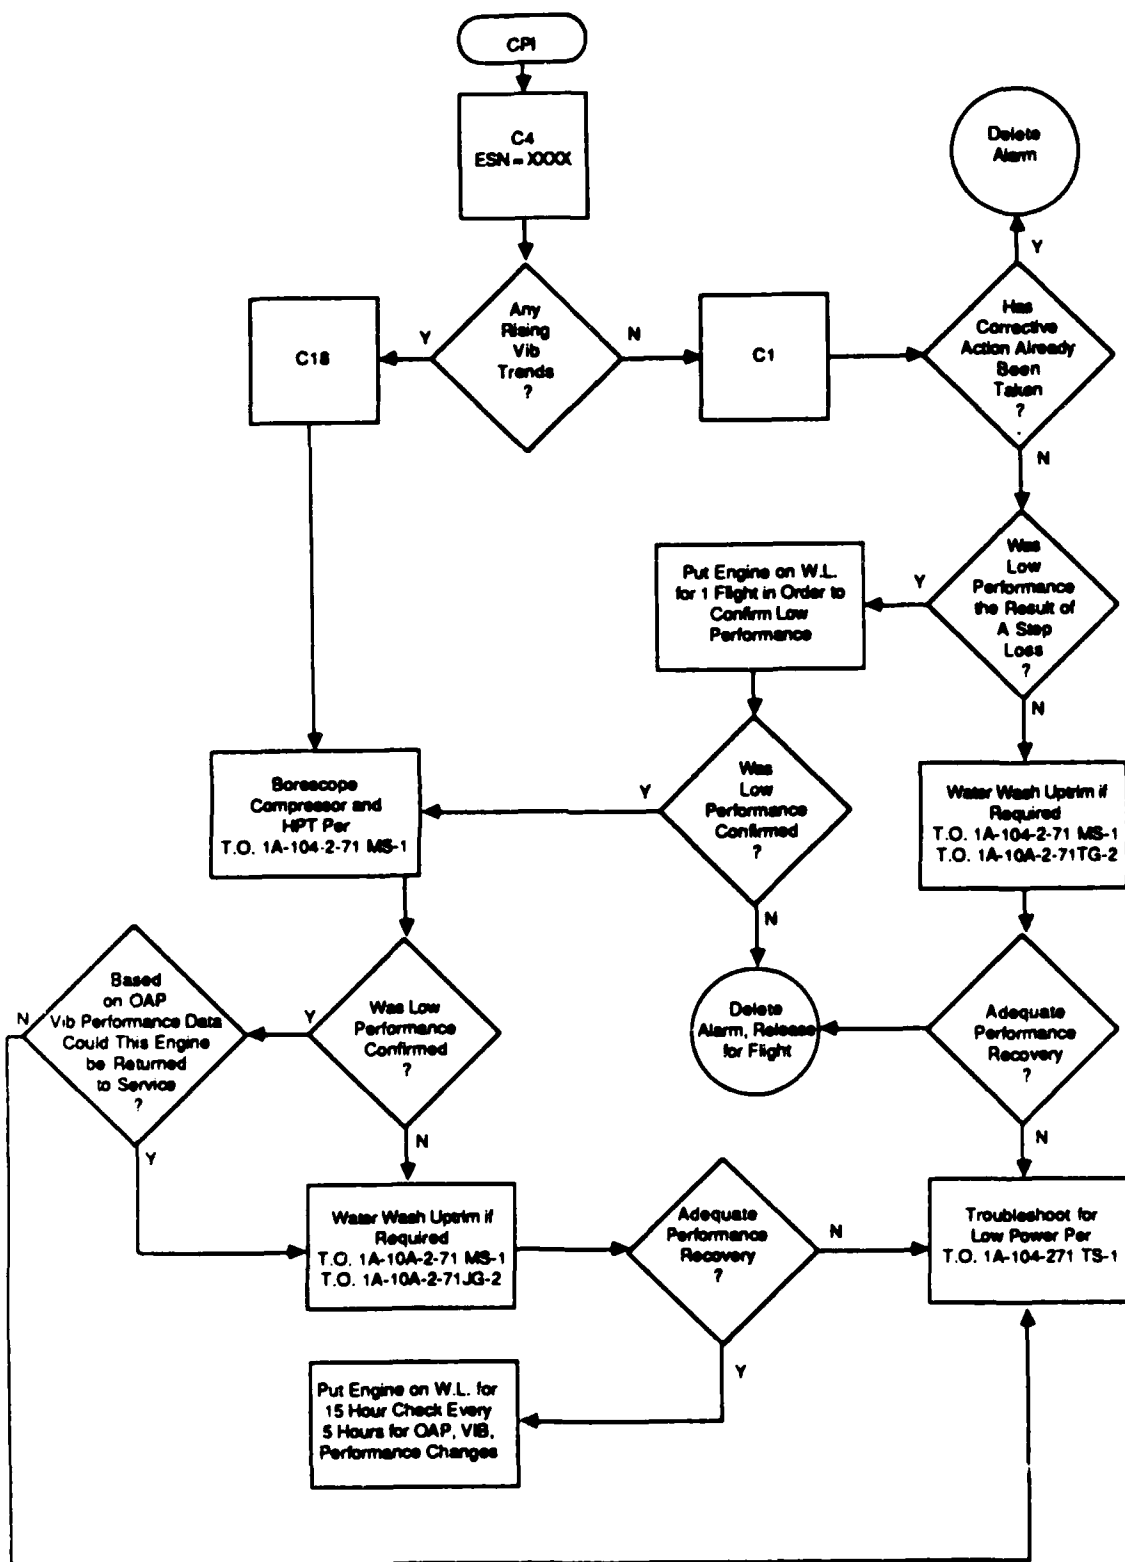 CPI
C4
ESN = XXXX
Delete
Alarm
Y
Any
Rising
Vib
Trends
?
Y
N
C18
C1
Has
Corrective
Action Already
Been
Taken
?
N
Put Engine on W.L.
for 1 Flight in Order to
Confirm Low
Performance
Y
Was
Low
Performance
the Result of
A Step
Loss
?
N
Borescope
Compressor and
HPT Per
T.O. 1A-104-2-71 MS-1
Y
Was
Low
Performance
Confirmed
?
N
Water Wash Uptrim if
Required
T.O. 1A-104-2-71 MS-1
T.O. 1A-10A-2-71TG-2
Based
on OAP
Vib Performance Data
Could This Engine
be Returned
to Service
?
N
Y
Y
Was Low
Performance
Confirmed
?
N
Delete
Alarm, Release
for Flight
Adequate
Performance
Recovery
?
N
Water Wash Uptrim if
Required
T.O. 1A-10A-2-71 MS-1
T.O. 1A-10A-2-71JG-2
Adequate
Performance
Recovery
?
N
Y
Troubleshoot for
Low Power Per
T.O. 1A-104-271 TS-1
Put Engine on W.L. for
15 Hour Check Every
5 Hours for OAP, VIB,
Performance Changes